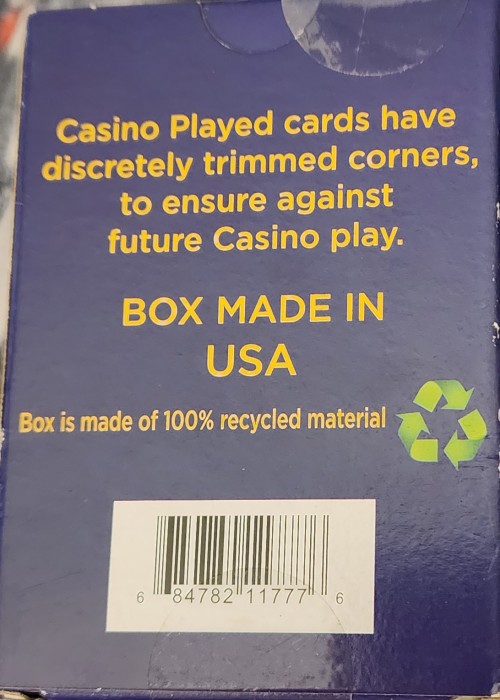 Casino Played cards have
discretely trimmed corners,
to ensure against
future Casino play.
BOX MADE IN
USA
Box is made of 100% recycled material
6 84782 11777 6